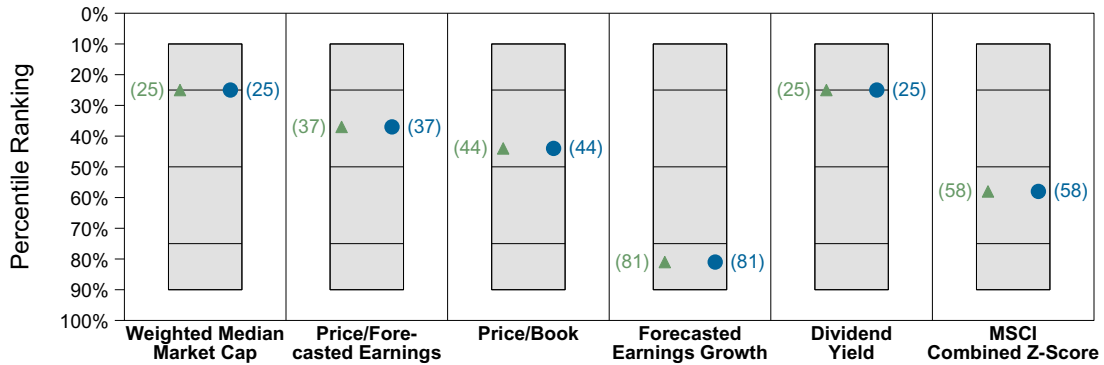 Percentile Ranking
0%
10%
20%
30%
40%
50%
60%
70%
80%
90%
100%
(25) (25)
(37) (37)
(44) (44)
(81) (81)
(25) (25)
(58) (58)
Weighted Median
Market Cap
Price/Fore-
casted Earnings
Price/Book
Forecasted
Earnings Growth
Dividend
Yield
MSCI
Combined Z-Score